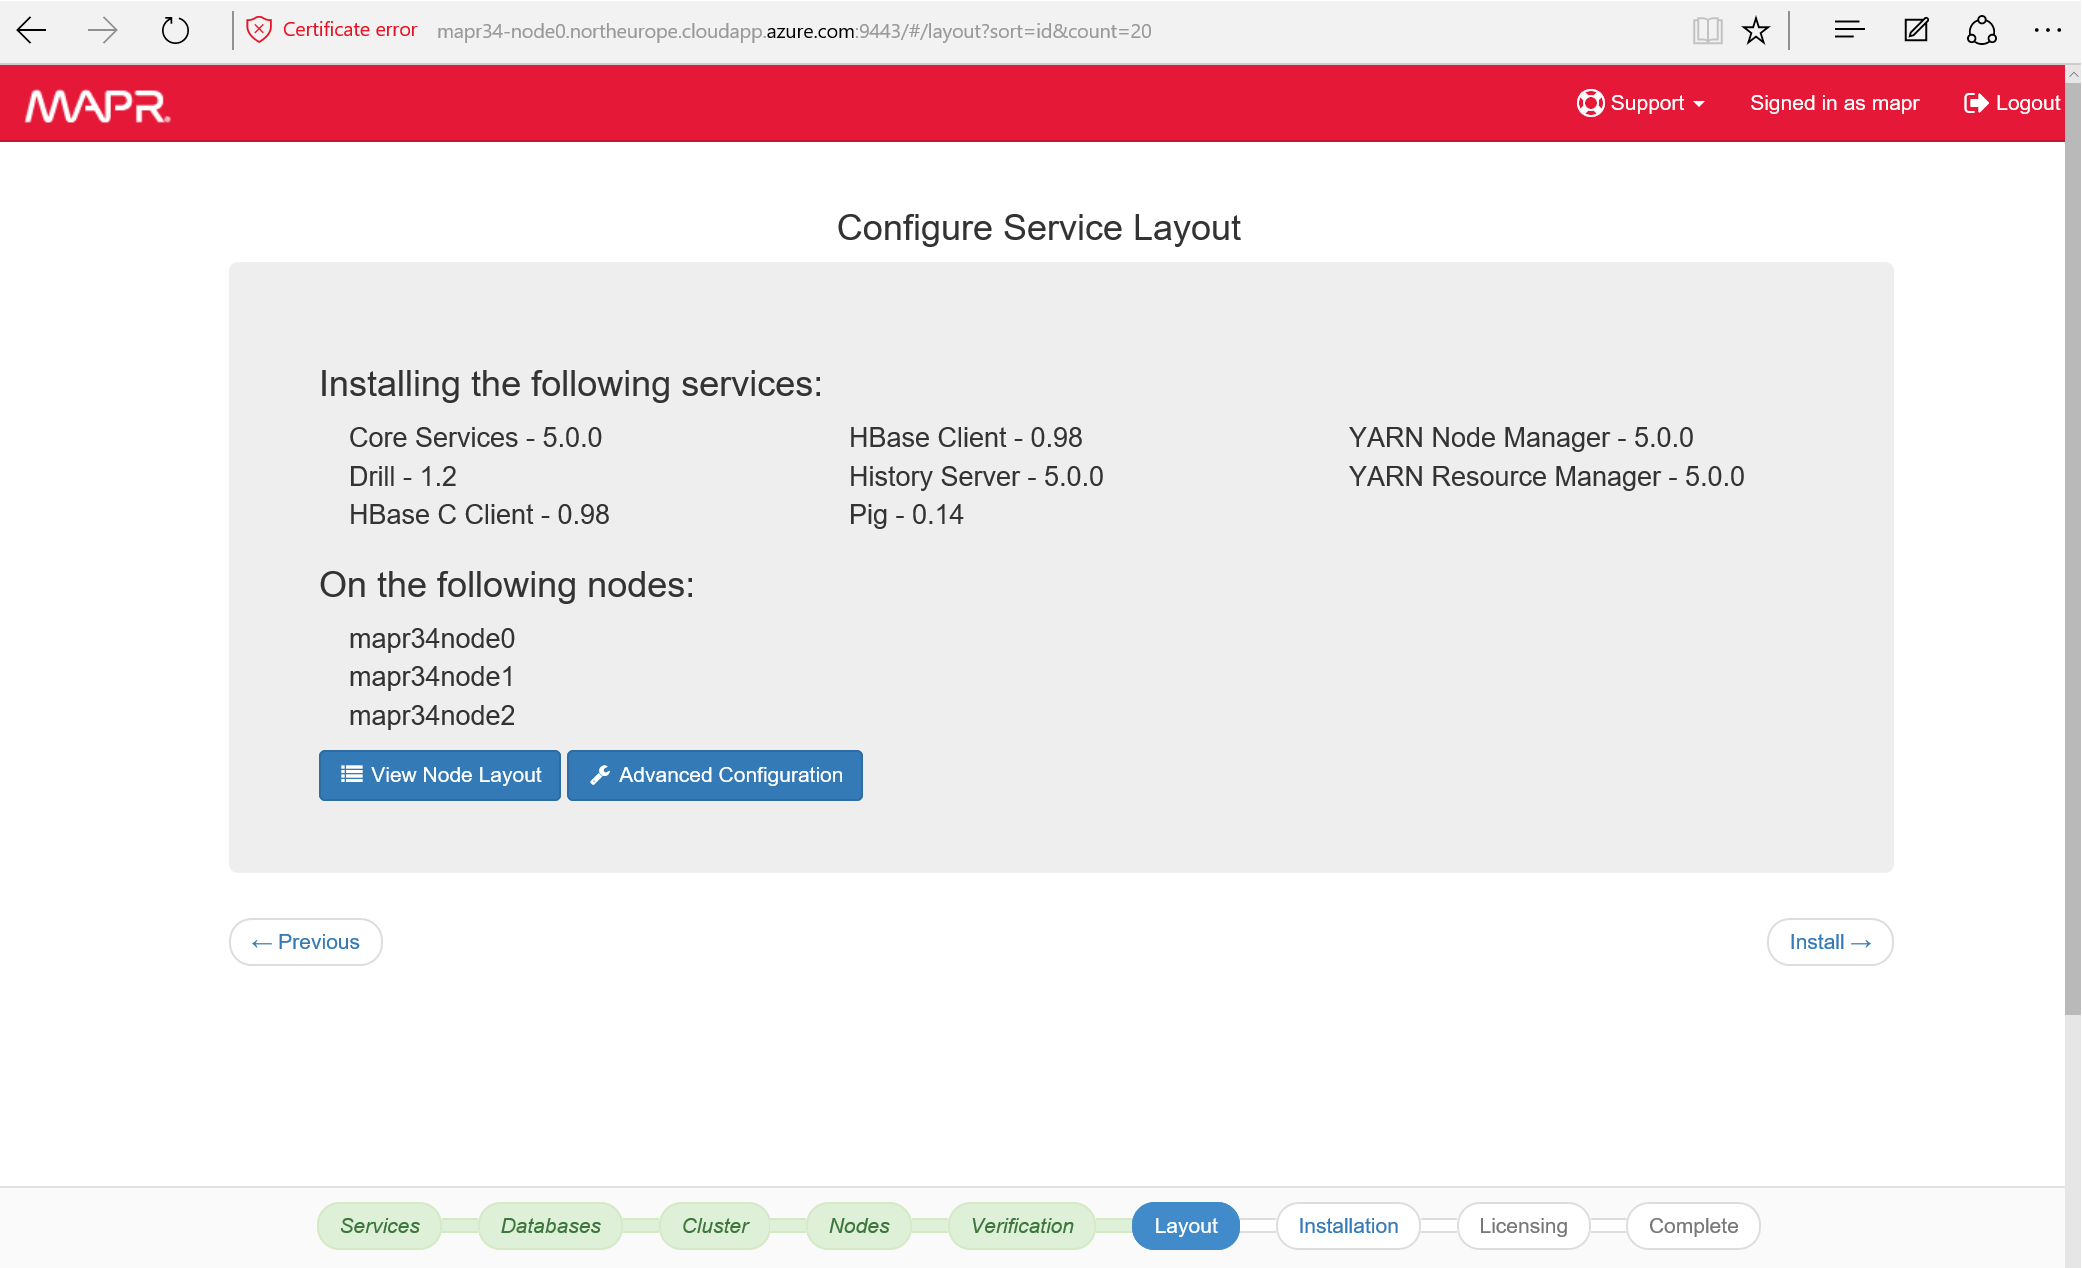 Certificate error mapr34-node0.northeurope.cloudapp.azure.com:9443/#/layout?sort=id&count=20
MAPR. Support Signed in as mapr Logout
Configure Service Layout
Installing the following services:
Core Services - 5.0.0 HBase Client - 0.98 YARN Node Manager - 5.0.0
Drill - 1.2 History Server - 5.0.0 YARN Resource Manager - 5.0.0
HBase C Client - 0.98 Pig - 0.14
On the following nodes:
mapr34node0
mapr34node1
mapr34node2
View Node Layout Advanced Configuration
← Previous Install →
Services Databases Cluster Nodes Verification Layout Installation Licensing Complete